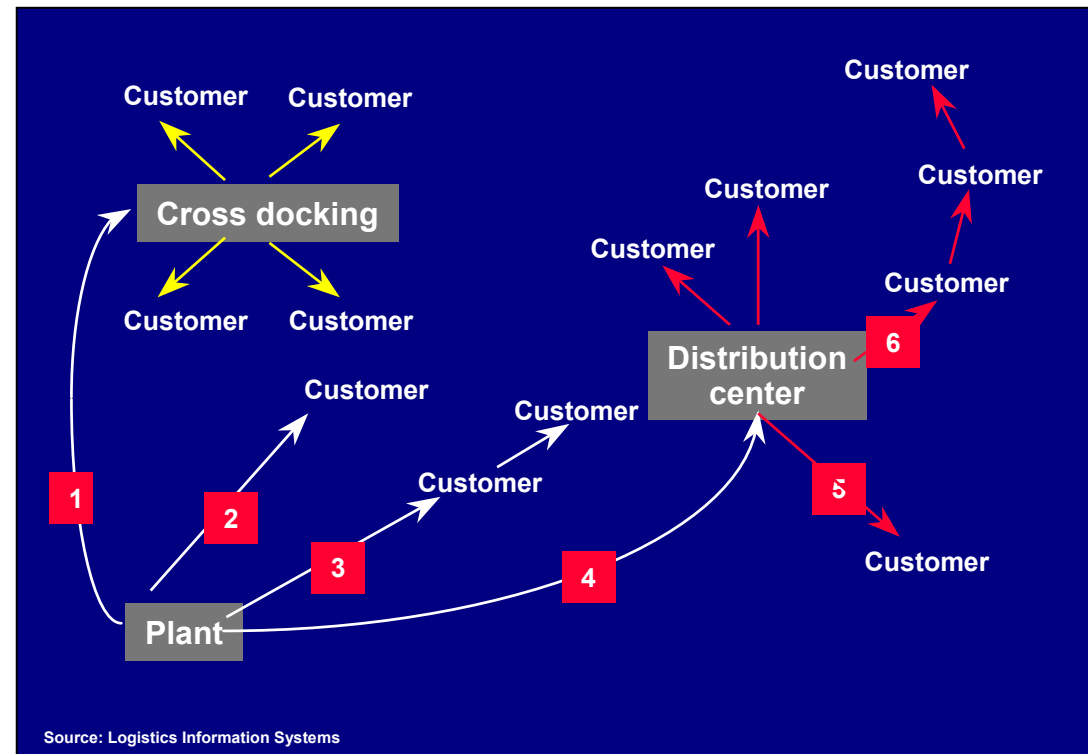 Customer
Customer
Customer
Cross docking
Customer
Customer
Customer
Customer
Customer
Customer
Customer
Distribution
center
6
Customer
Customer
Customer
1
2
5
3
4
Customer
Plant
Source: Logistics Information Systems